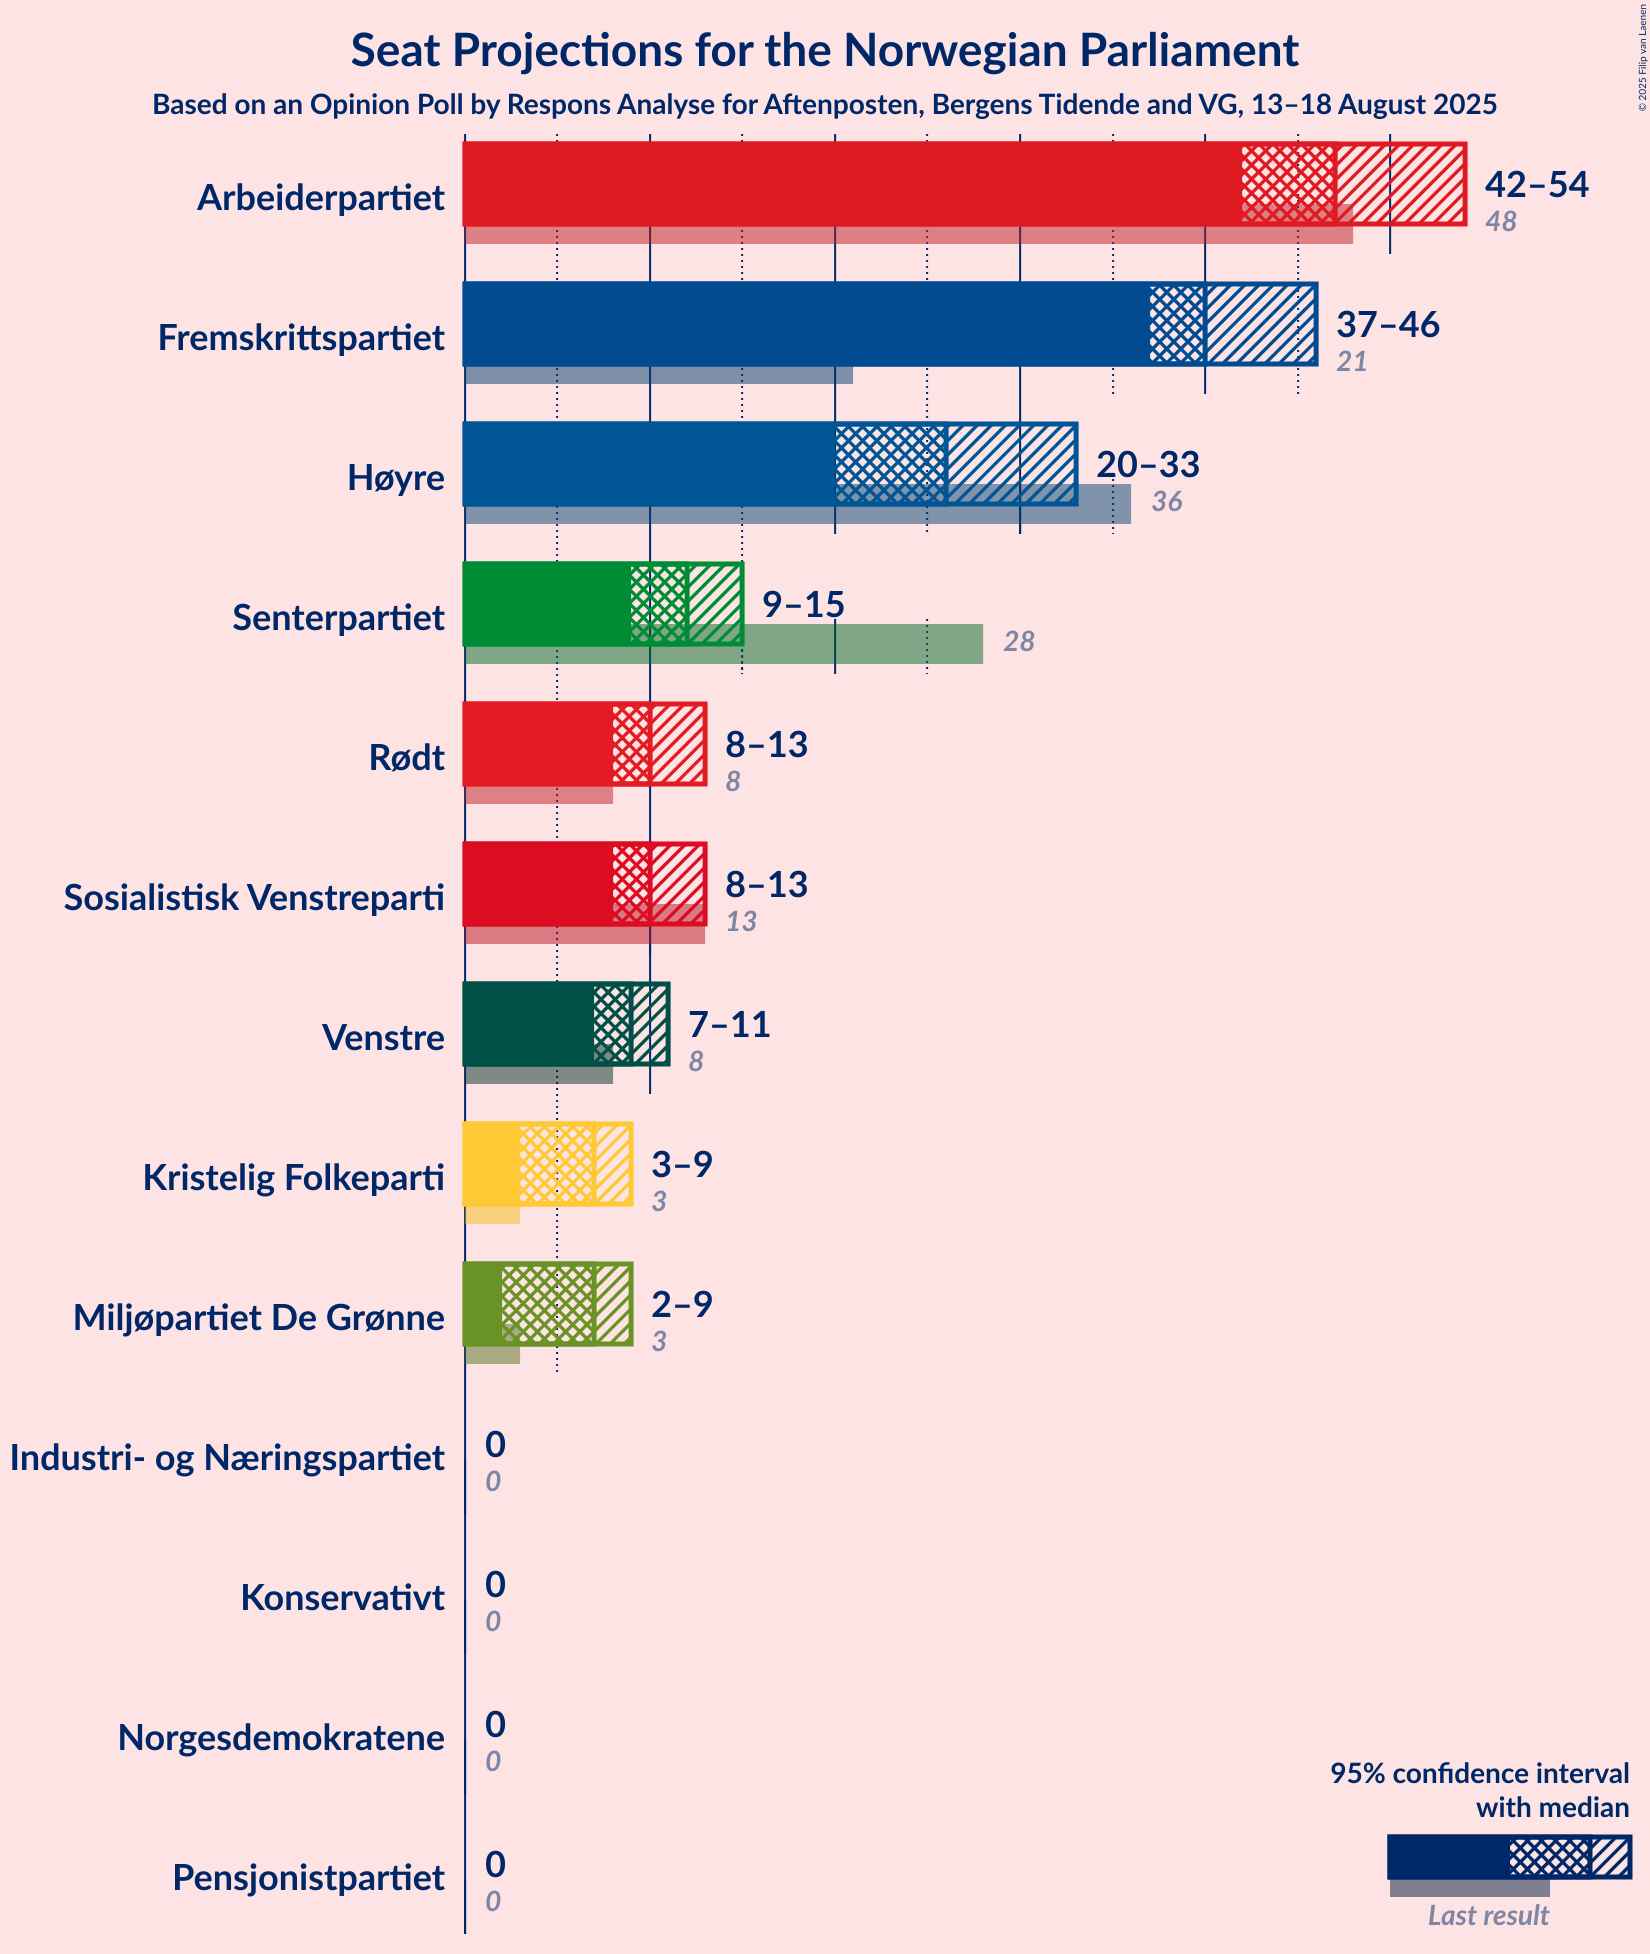 Seat Projections for the Norwegian Parliament
Based on an Opinion Poll by Respons Analyse for Aftenposten, Bergens Tidende and VG, 13–18 August 2025
© 2025 Filip van Laenen
Arbeiderpartiet
42–54
48
Fremskrittspartiet
37–46
21
Høyre
20–33
36
Senterpartiet
9–15
28
Rødt
8–13
8
Sosialistisk Venstreparti
8–13
13
Venstre
7–11
8
Kristelig Folkeparti
3–9
3
Miljøpartiet De Grønne
2–9
3
Industri- og Næringspartiet
0
0
Konservativt
0
0
Norgesdemokratene
0
0
Pensjonistpartiet
0
0
95% confidence interval
with median
Last result